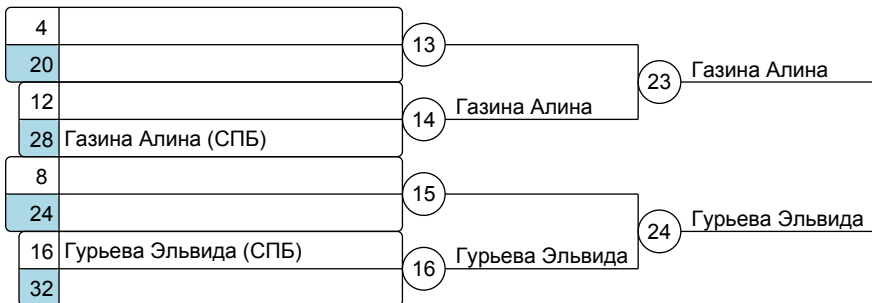 4
13
20
23 Газина Алина
12
14 Газина Алина
28 Газина Алина (СПБ)
8
15
24
24 Гурьева Эльвида
16 Гурьева Эльвида (СПБ)
16 Гурьева Эльвида
32